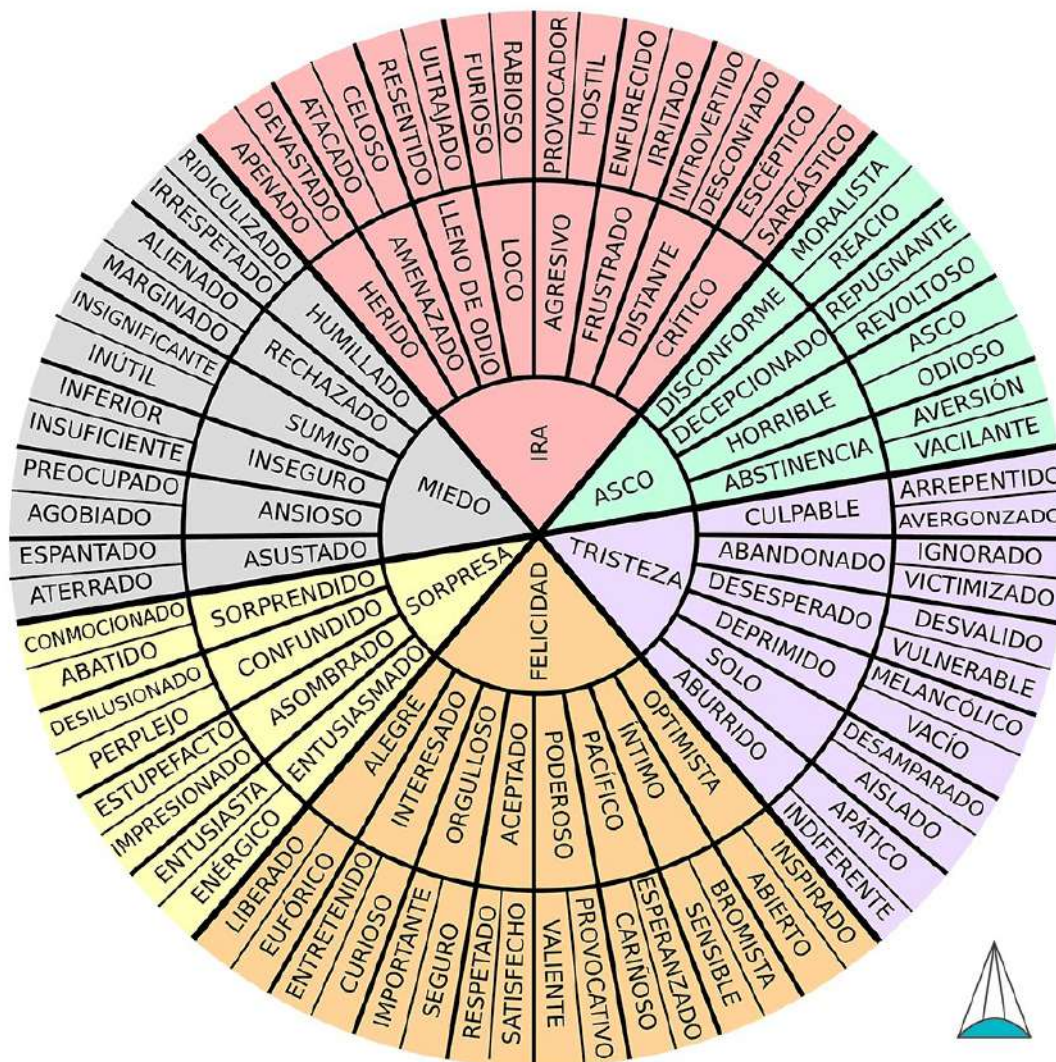 IRA
HERIDO
APENADO
DEVASTADO
AMENAZADO
ATACADO
CELOSO
LLENO DE ODIO
RESENTIDO
ULTRAJADO
LOCO
FURIOSO
RABIOSO
AGRESIVO
PROVOCADOR
HOSTIL
FRUSTRADO
ENFURECIDO
IRRITADO
DISTANTE
INTROVERTIDO
DESCONFIADO
CRÍTICO
ESCÉPTICO
SARCÁSTICO
ASCO
DISCONFORME
MORALISTA
REACIO
DECEPCIONADO
REPUGNANTE
REVOLTOSO
HORRIBLE
ASCO
ODIOSO
ABSTINENCIA
AVERSIÓN
VACILANTE
TRISTEZA
CULPABLE
ARREPENTIDO
AVERGONZADO
ABANDONADO
IGNORADO
VICTIMIZADO
DESESPERADO
DESVALIDO
VULNERABLE
DEPRIMIDO
MELANCÓLICO
VACÍO
SOLO
DESAMPARADO
AISLADO
ABURRIDO
APÁTICO
INDIFERENTE
FELICIDAD
OPTIMISTA
INSPIRADO
ABIERTO
ÍNTIMO
BROMISTA
SENSIBLE
PACÍFICO
ESPERANZADO
CARIÑOSO
PODEROSO
PROVOCATIVO
VALIENTE
ACEPTADO
SATISFECHO
RESPETADO
ORGULLOSO
SEGURO
IMPORTANTE
INTERESADO
CURIOSO
ENTRETENIDO
ALEGRE
EUFÓRICO
LIBERADO
SORPRESA
ENTUSIASMADO
ENÉRGICO
ENTUSIASTA
ASOMBRADO
IMPRESIONADO
ESTUPEFACTO
CONFUNDIDO
PERPLEJO
DESILUSIONADO
SORPRENDIDO
ABATIDO
CONMOCIONADO
MIEDO
ASUSTADO
ATERRADO
ESPANTADO
ANSIOSO
AGOBIADO
PREOCUPADO
INSEGURO
INSUFICIENTE
INFERIOR
SUMISO
INÚTIL
INSIGNIFICANTE
RECHAZADO
MARGINADO
ALIENADO
HUMILLADO
IRRESPETADO
RIDICULIZADO